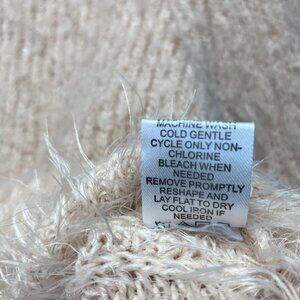 MACHINE WASH
COLD GENTLE
CYCLE ONLY NON-
CHLORINE
BLEACH WHEN
NEEDED
REMOVE PROMPTLY
RESHAPE AND
LAY FLAT TO DRY
COOL IRON IF
NEEDED